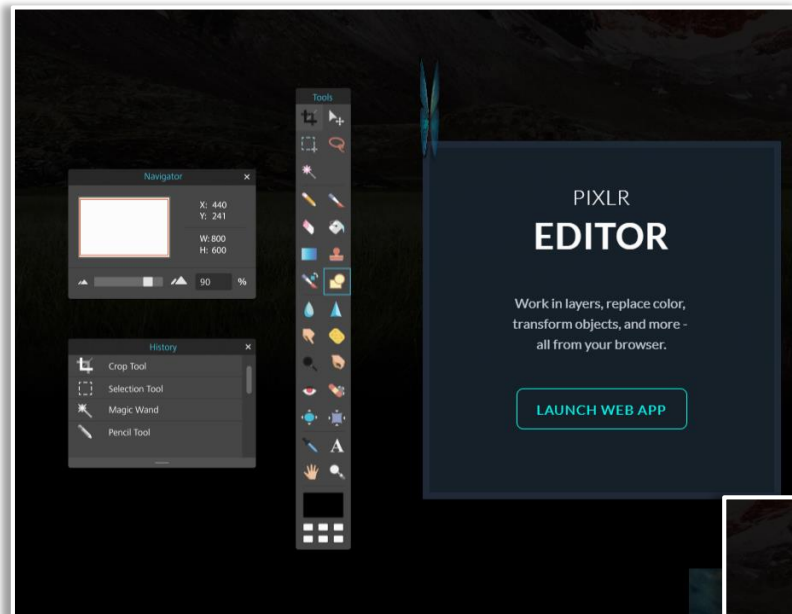 Tools
Navigator
X: 440
Y: 241
W: 800
H: 600
90 %
History
Crop Tool
Selection Tool
Magic Wand
Pencil Tool
A
PIXLR
EDITOR
Work in layers, replace color,
transform objects, and more -
all from your browser.
LAUNCH WEB APP